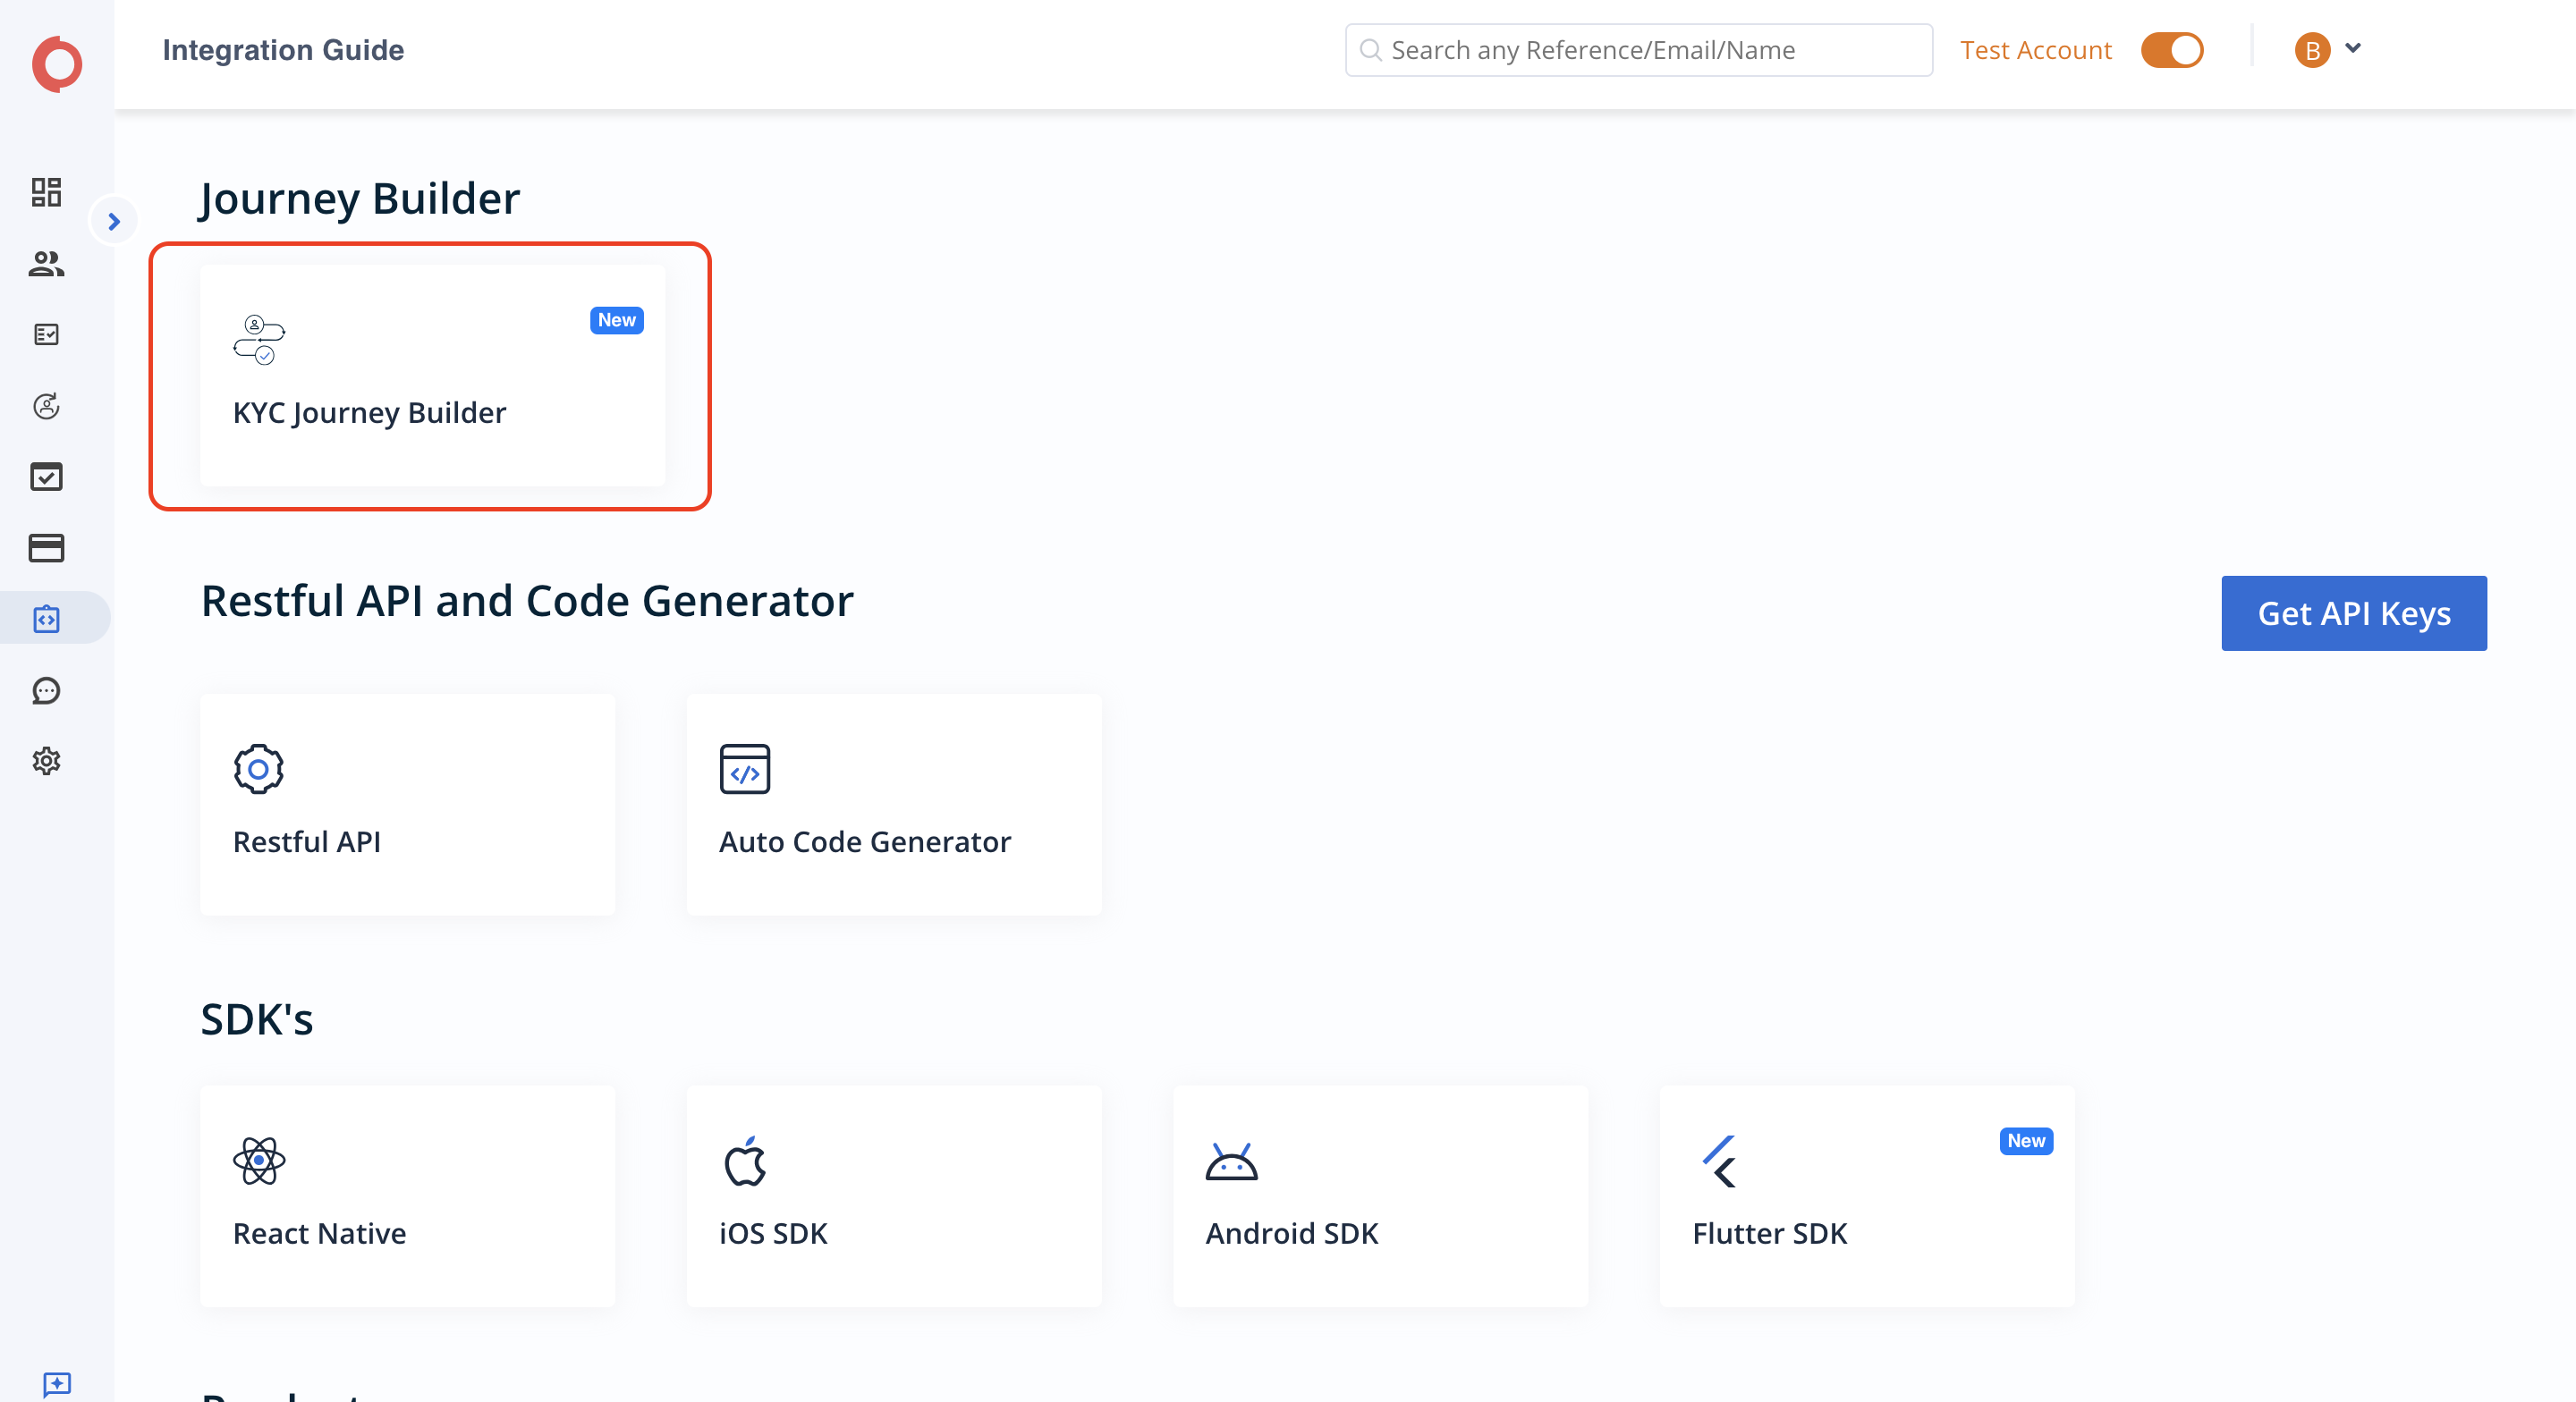 Integration Guide
Search any Reference/Email/Name
Test Account
B
Journey Builder
New
KYC Journey Builder
Restful API and Code Generator
Get API Keys
Restful API
Auto Code Generator
SDK's
React Native
iOS SDK
Android SDK
New
Flutter SDK